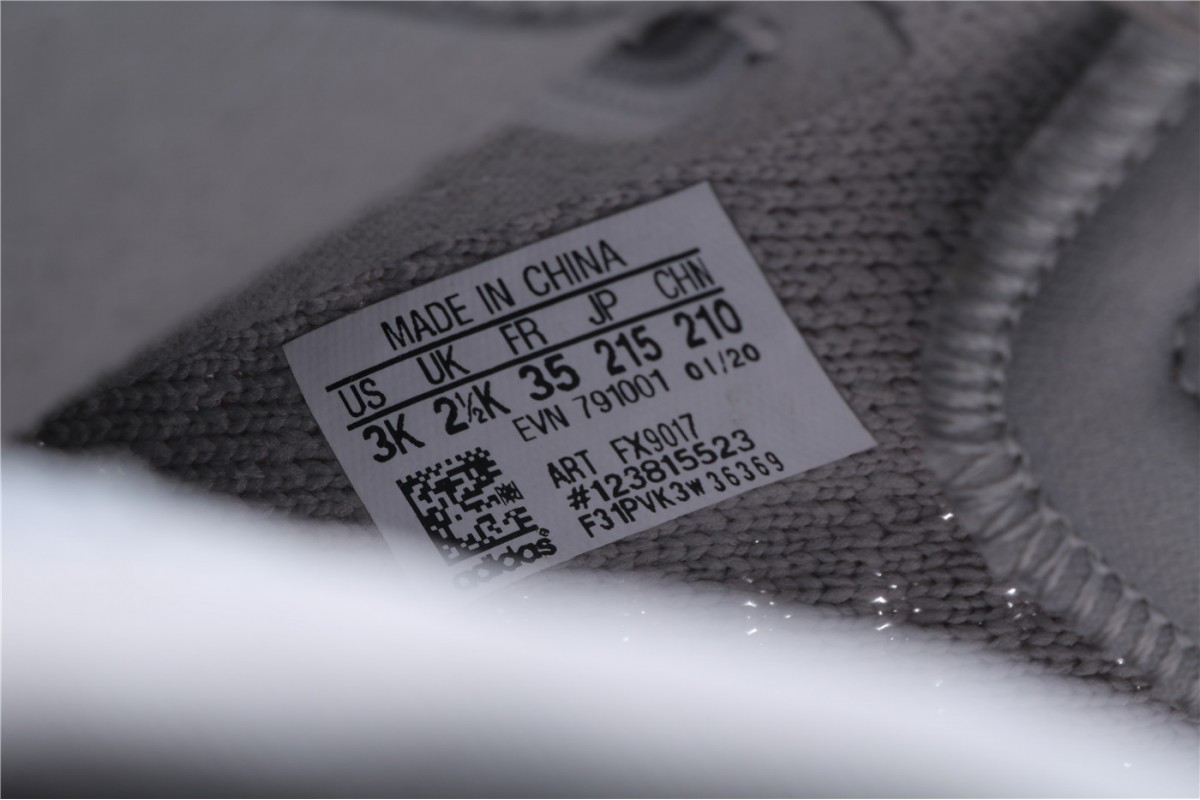 MADE IN CHINA
US UK FR JP CHN
3K 2½K 35 215 210
EVN 791001 01/20
ART FX9017
#123815523
F31PVK3W36369
adidas